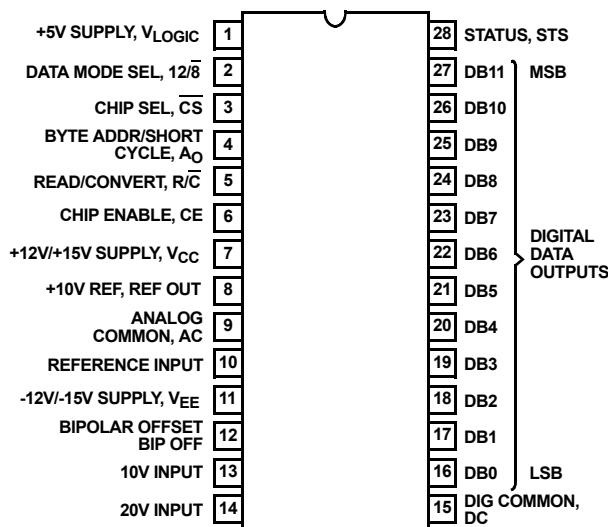 +5V SUPPLY, VLOGIC 1
28 STATUS, STS
DATA MODE SEL, 12/8̅ 2
27 DB11 MSB
CHIP SEL, C̅S̅ 3
26 DB10
BYTE ADDR/SHORT
CYCLE, AO 4
25 DB9
READ/CONVERT, R/C̅ 5
24 DB8
CHIP ENABLE, CE 6
23 DB7
+12V/+15V SUPPLY, VCC 7
22 DB6
DIGITAL
DATA
OUTPUTS
+10V REF, REF OUT 8
21 DB5
ANALOG
COMMON, AC 9
20 DB4
REFERENCE INPUT 10
19 DB3
-12V/-15V SUPPLY, VEE 11
18 DB2
BIPOLAR OFFSET
BIP OFF 12
17 DB1
10V INPUT 13
16 DB0 LSB
20V INPUT 14
15 DIG COMMON,
DC